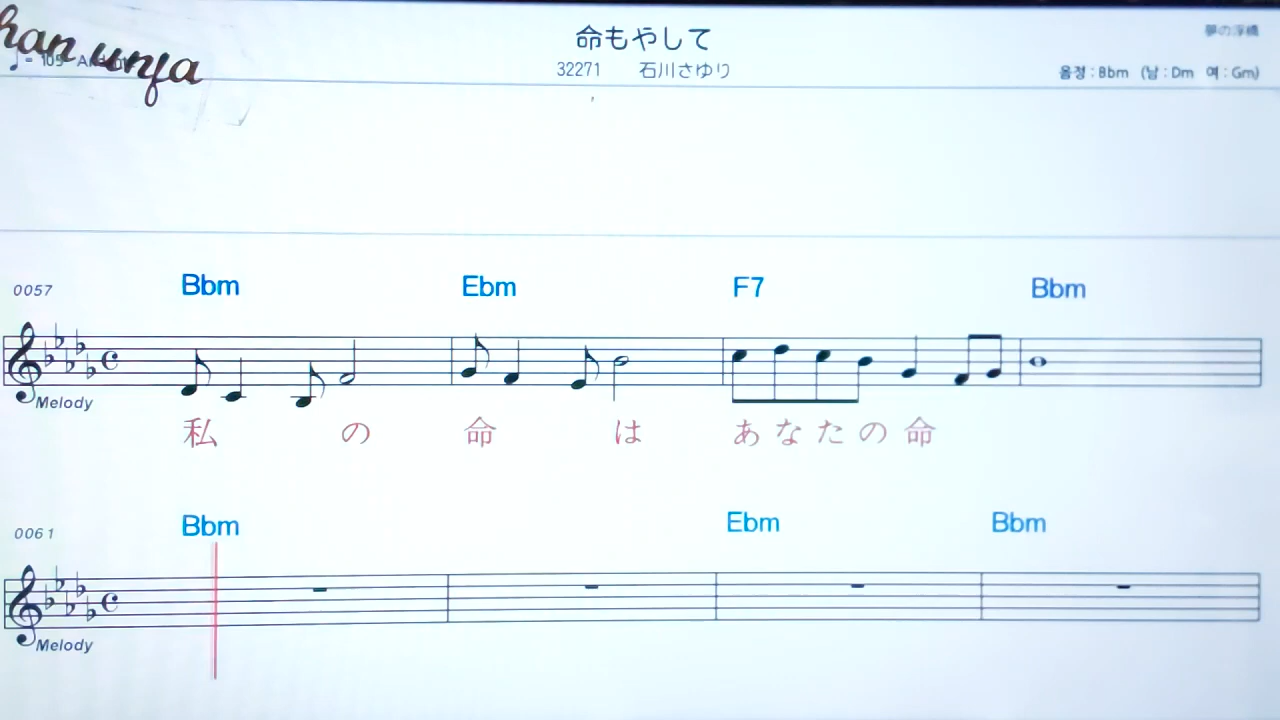 han unfa
命もやして
夢の浮橋
♩= 105
32271 石川さゆり
음정 : Bbm (남 : Dm 여 : Gm)
0057 Bbm Ebm F7 Bbm
Melody
私 の 命 は あ な た の 命
0061 Bbm Ebm Bbm
Melody